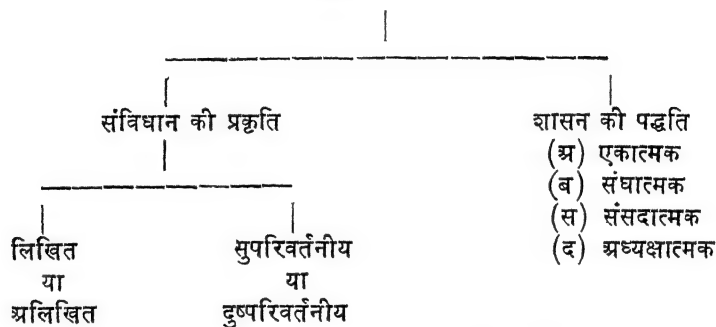 संविधान की प्रकृति
शासन की पद्धति
(अ) एकात्मक
(ब) संघात्मक
(स) संसदात्मक
(द) अध्यक्षात्मक
लिखित
या
अलिखित
सुपरिवर्तनीय
या
दुष्परिवर्तनीय